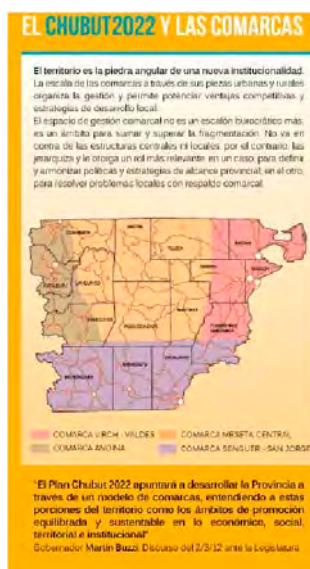 EL CHUBUT2022 Y LAS COMARCAS
El territorio es la piedra angular de una nueva institucionalidad.
La escala de las comarcas a través de sus piezas urbanas y rurales
organiza la gestión y permite potenciar ventajas competitivas y
estrategias de desarrollo local.
El espacio de gestión comarcal no es un escalón burocrático más,
es un ámbito para sumar y superar la fragmentación. No va en
contra de las estructuras centrales ni locales, por el contrario, las
jerarquiza y le otorga un rol más relevante en un caso, para definir
y armonizar políticas y estrategias de alcance provincial, en el otro,
para resolver problemas locales con respaldo comarcal.
COMARCA VIRCH - VALDES
COMARCA MESETA CENTRAL
COMARCA ANDINA
COMARCA SENGUER - SAN JORGE
"El Plan Chubut 2022 apuntará a desarrollar la Provincia a
través de un modelo de comarcas, entendiendo a estas
porciones del territorio como los ámbitos de promoción
equilibrada y sustentable en lo económico, social,
territorial e institucional"
Gobernador Martín Buzzi. Discurso del 2/3/12 ante la Legislatura